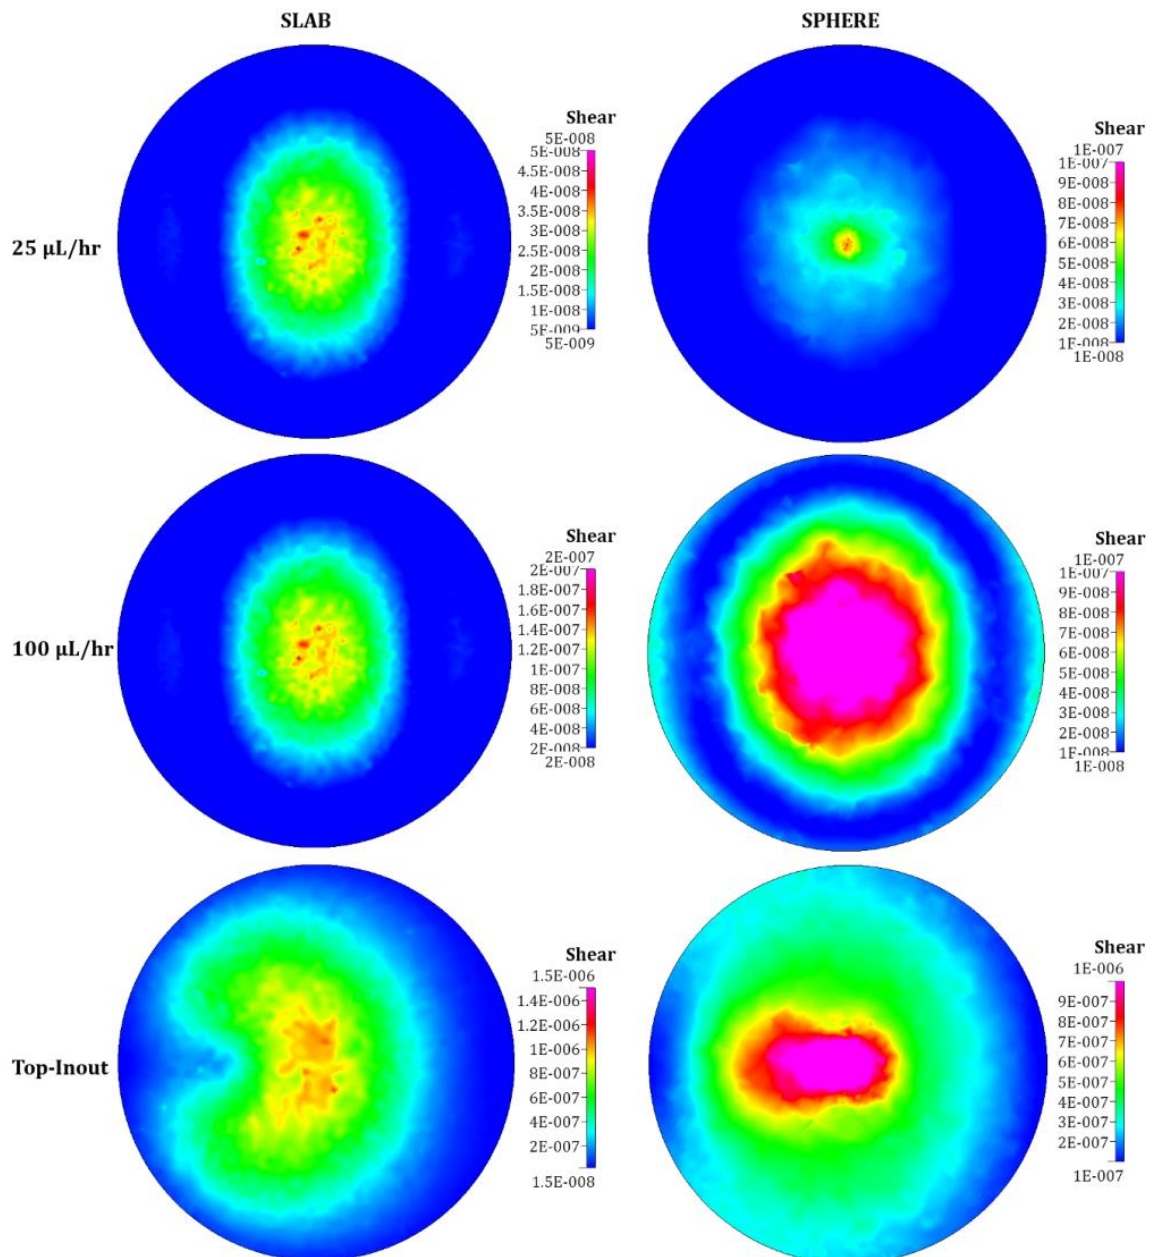 SLAB
SPHERE
25 µL/hr
Shear
5E-008
5E-008
4.5E-008
4E-008
3.5E-008
3E-008
2.5E-008
2E-008
1.5E-008
1E-008
5E-009
5E-009
Shear
1E-007
1E-007
9E-008
8E-008
7E-008
6E-008
5E-008
4E-008
3E-008
2E-008
1E-008
1E-008
100 µL/hr
Shear
2E-007
2E-007
1.8E-007
1.6E-007
1.4E-007
1.2E-007
1E-007
8E-008
6E-008
4E-008
2E-008
2E-008
Shear
1E-007
1E-007
9E-008
8E-008
7E-008
6E-008
5E-008
4E-008
3E-008
2E-008
1E-008
1E-008
Top-Inout
Shear
1.5E-006
1.4E-006
1.2E-006
1E-006
8E-007
6E-007
4E-007
2E-007
1.5E-008
Shear
1E-006
9E-007
8E-007
7E-007
6E-007
5E-007
4E-007
3E-007
2E-007
1E-007